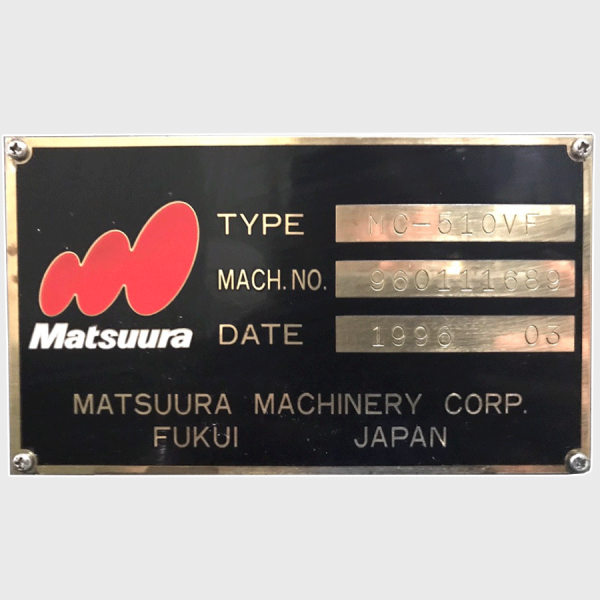 TYPE MC-510VF
MACH. NO. 960111689
Matsuura
DATE 1996 03
MATSUURA MACHINERY CORP.
FUKUI JAPAN